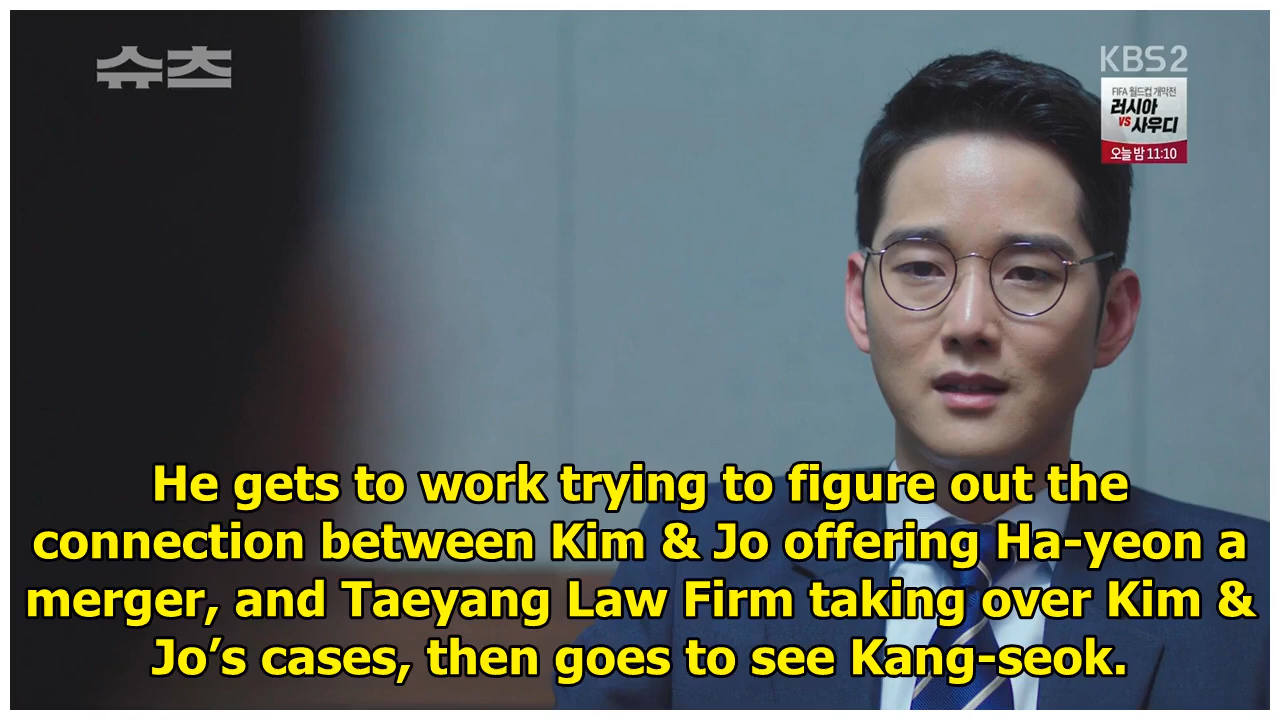 슈츠
KBS2
FIFA 월드컵 개막전
러시아
VS 사우디
오늘 밤 11:10
He gets to work trying to figure out the
connection between Kim & Jo offering Ha-yeon a
merger, and Taeyang Law Firm taking over Kim &
Jo’s cases, then goes to see Kang-seok.